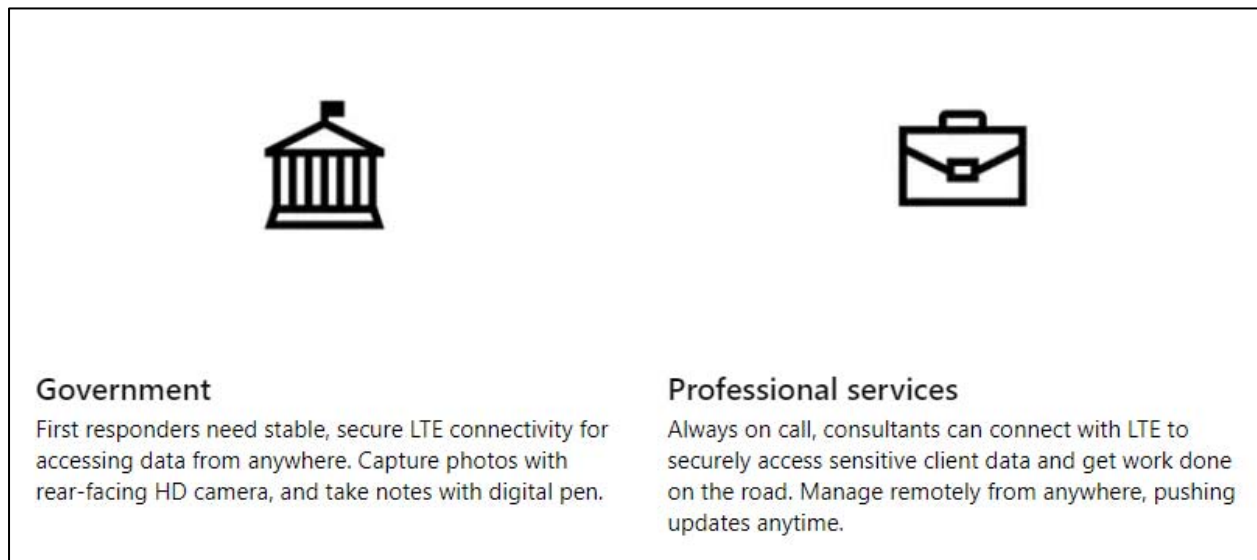 Government
First responders need stable, secure LTE connectivity for
accessing data from anywhere. Capture photos with
rear-facing HD camera, and take notes with digital pen.
Professional services
Always on call, consultants can connect with LTE to
securely access sensitive client data and get work done
on the road. Manage remotely from anywhere, pushing
updates anytime.